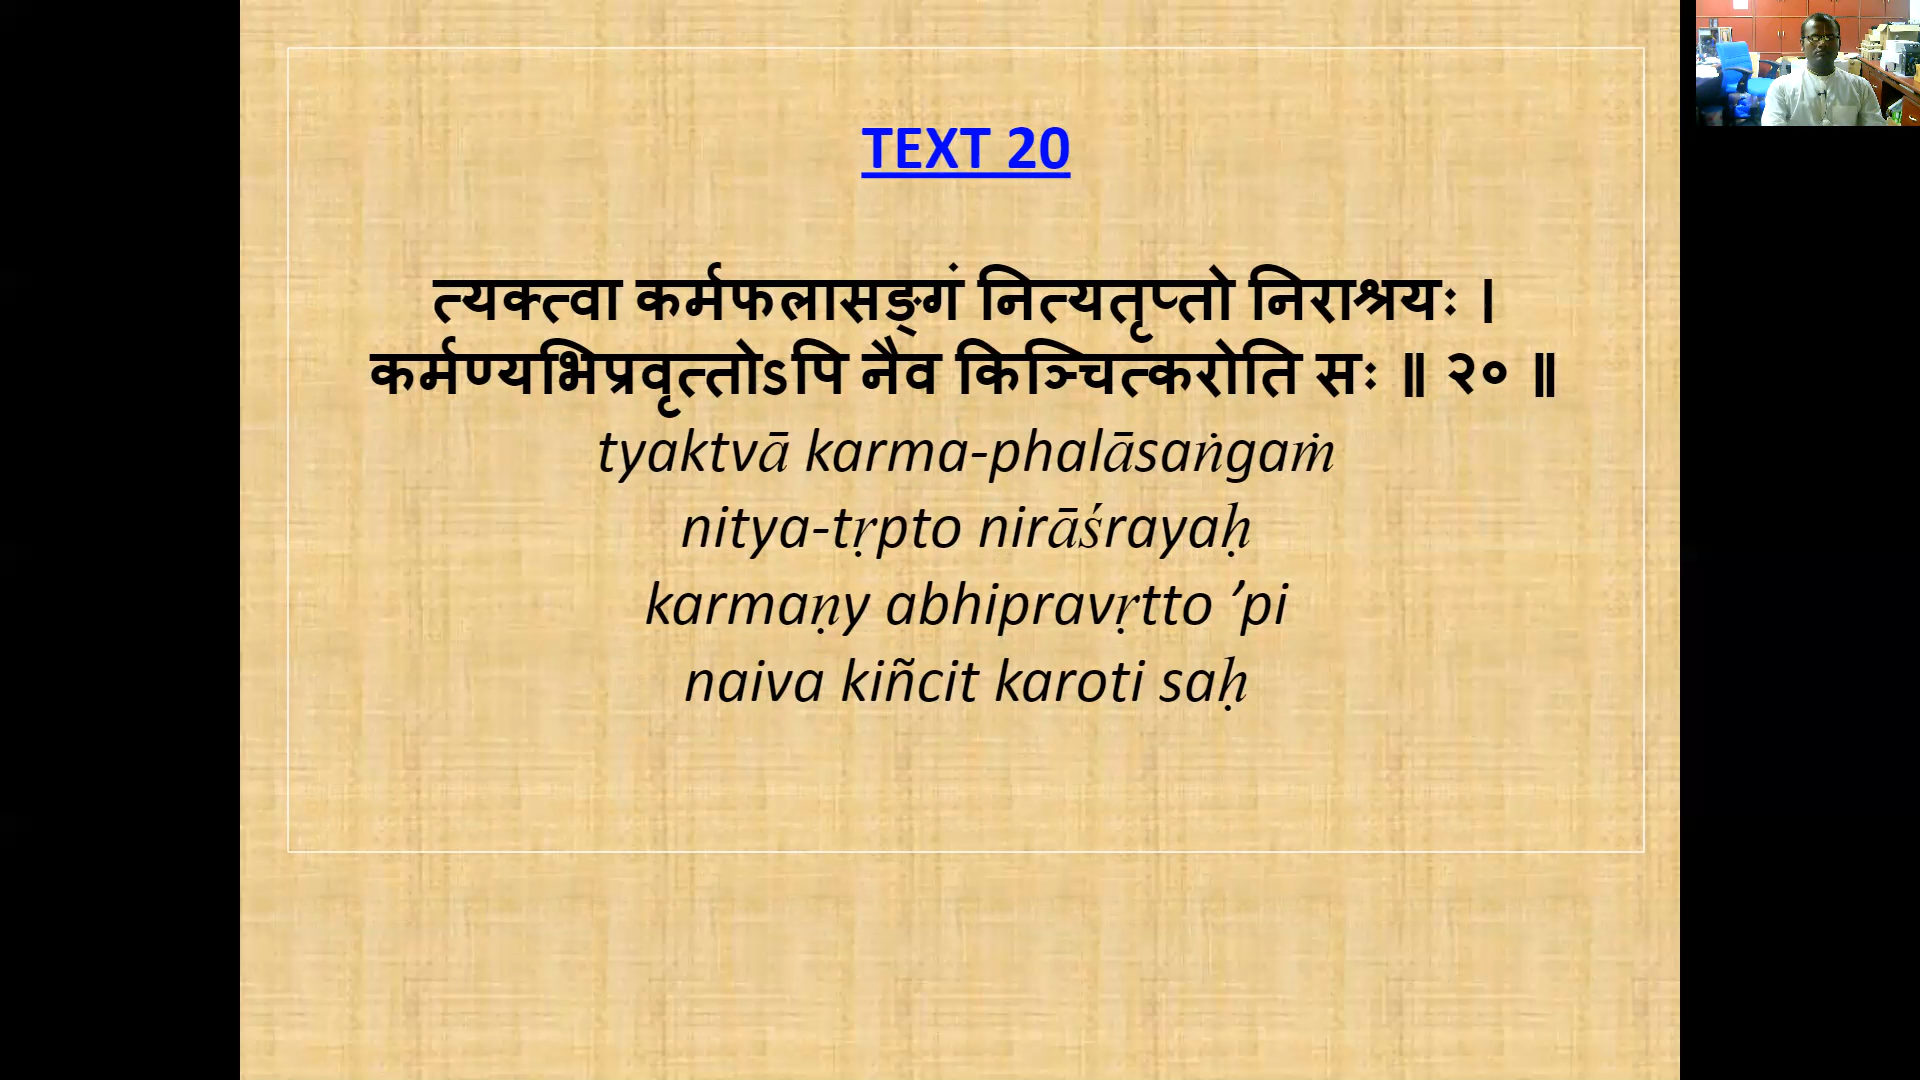 TEXT 20
त्यक्त्वा कर्मफलासङ्गं नित्यतृप्तो निराश्रयः ।
कर्मण्यभिप्रवृत्तोऽपि नैव किञ्चित्करोति सः ॥ २० ॥
tyaktvā karma-phalāsaṅgaṁ
nitya-tṛpto nirāśrayaḥ
karmaṇy abhipravṛtto ’pi
naiva kiñcit karoti saḥ